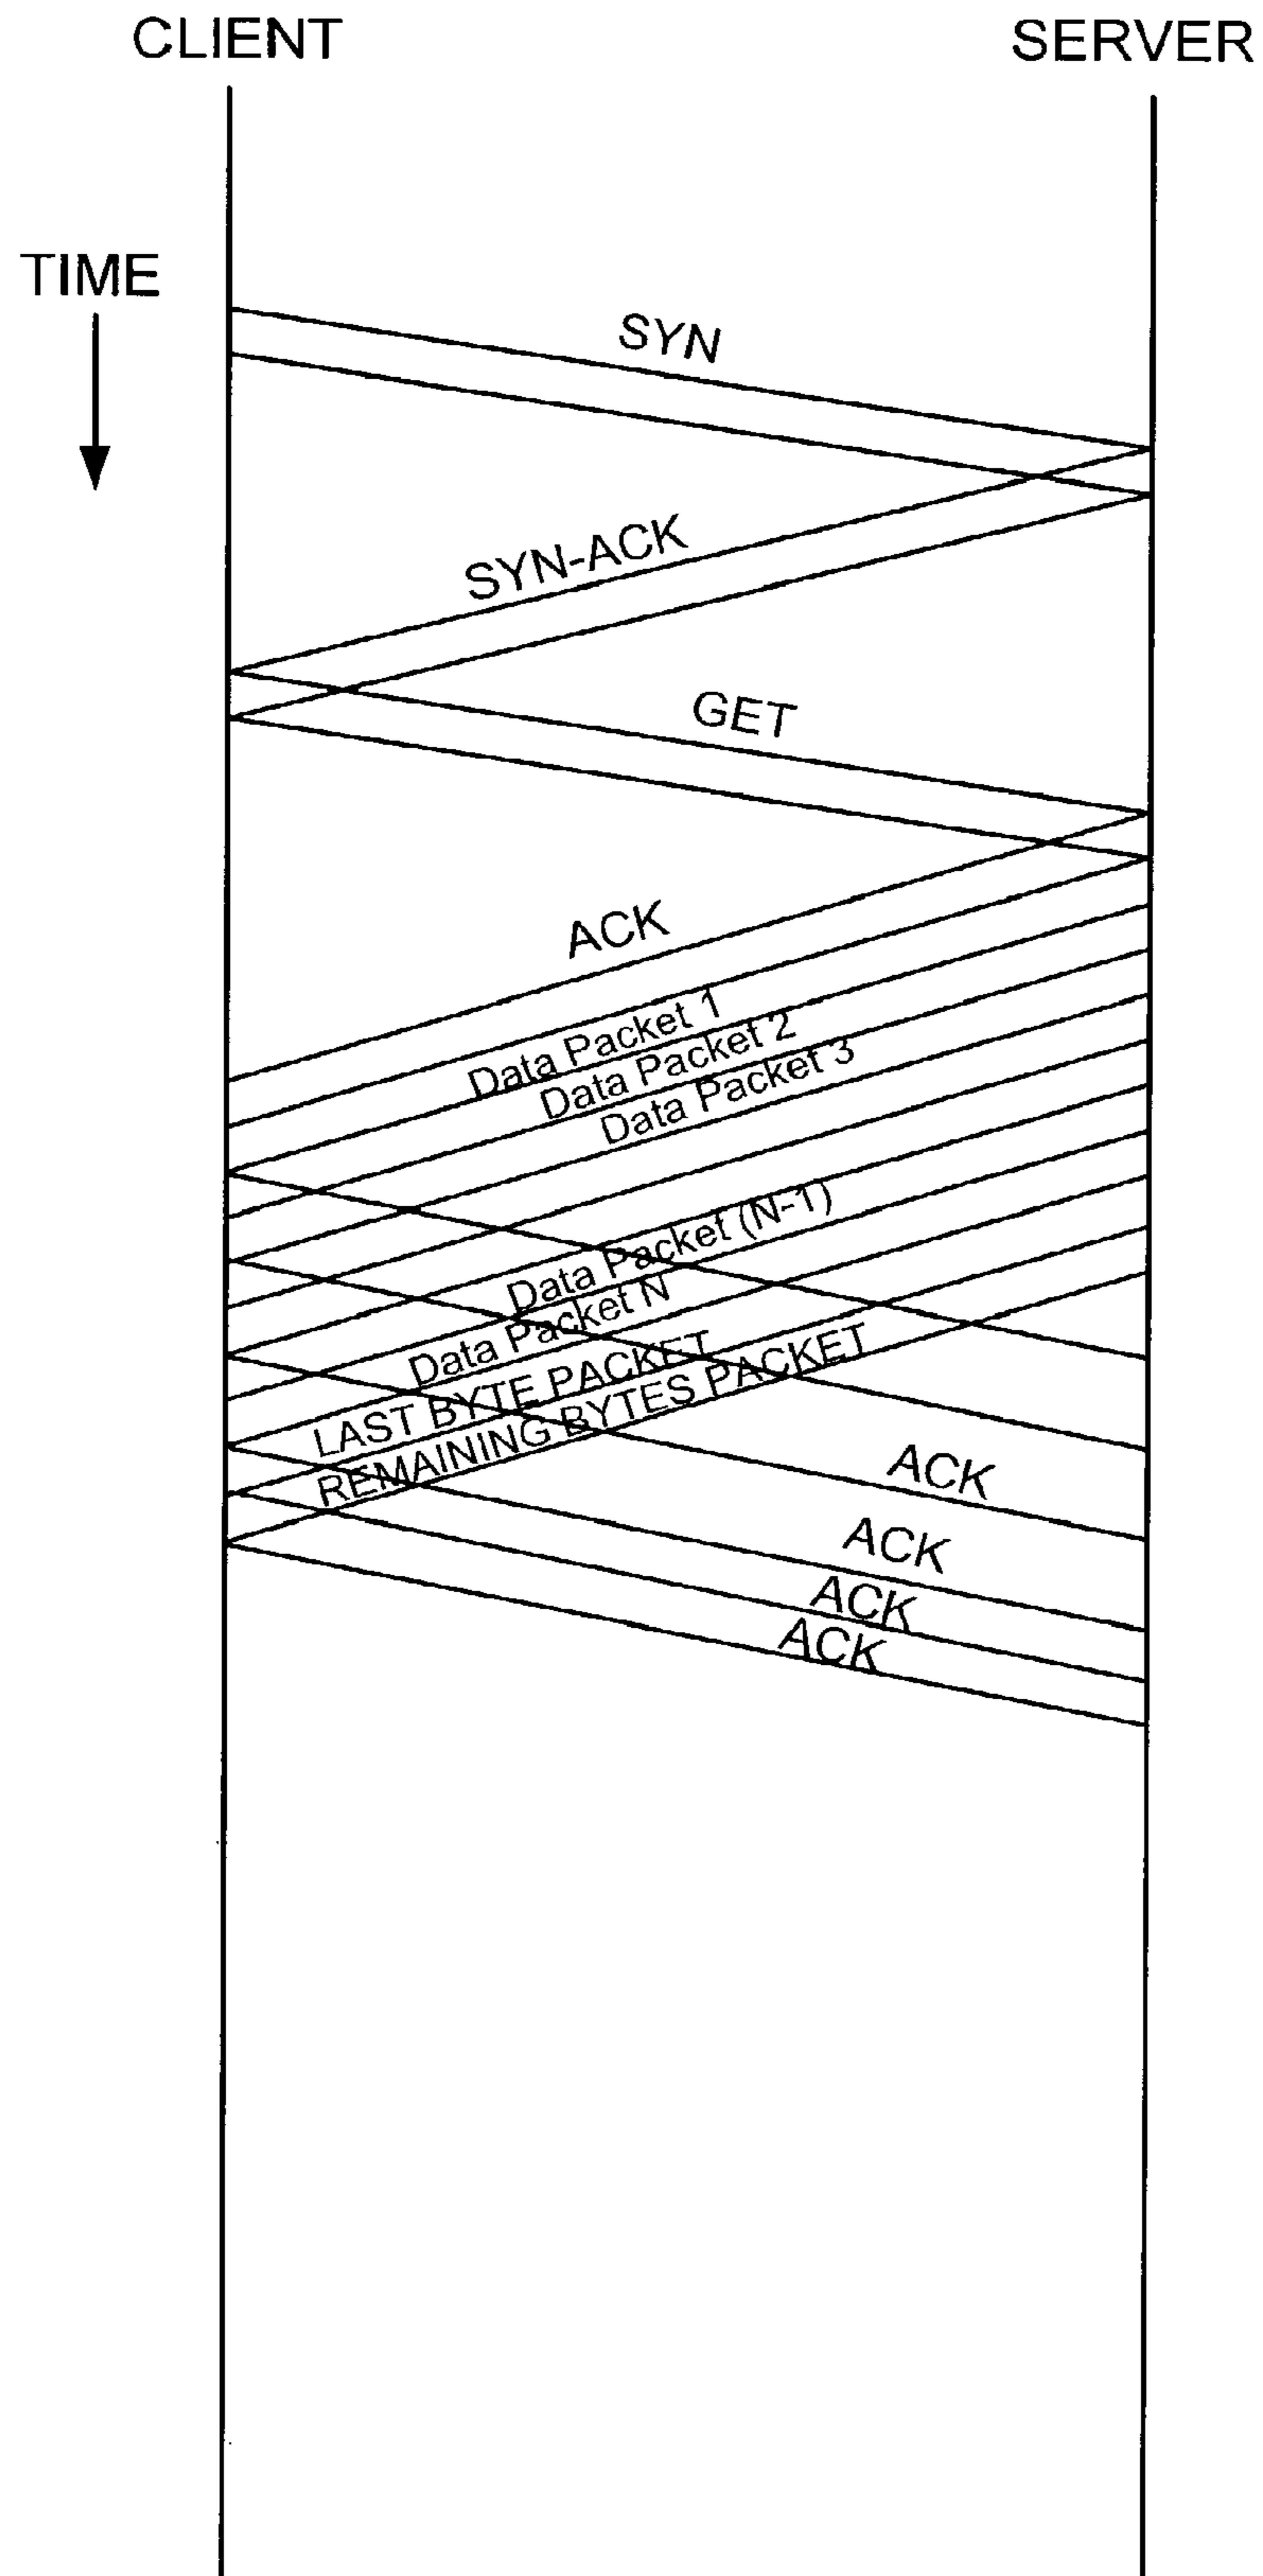 CLIENT
SERVER
TIME
SYN
SYN-ACK
GET
ACK
Data Packet 1
Data Packet 2
Data Packet 3
Data Packet (N-1)
Data Packet N
LAST BYTE PACKET
REMAINING BYTES PACKET
ACK
ACK
ACK
ACK